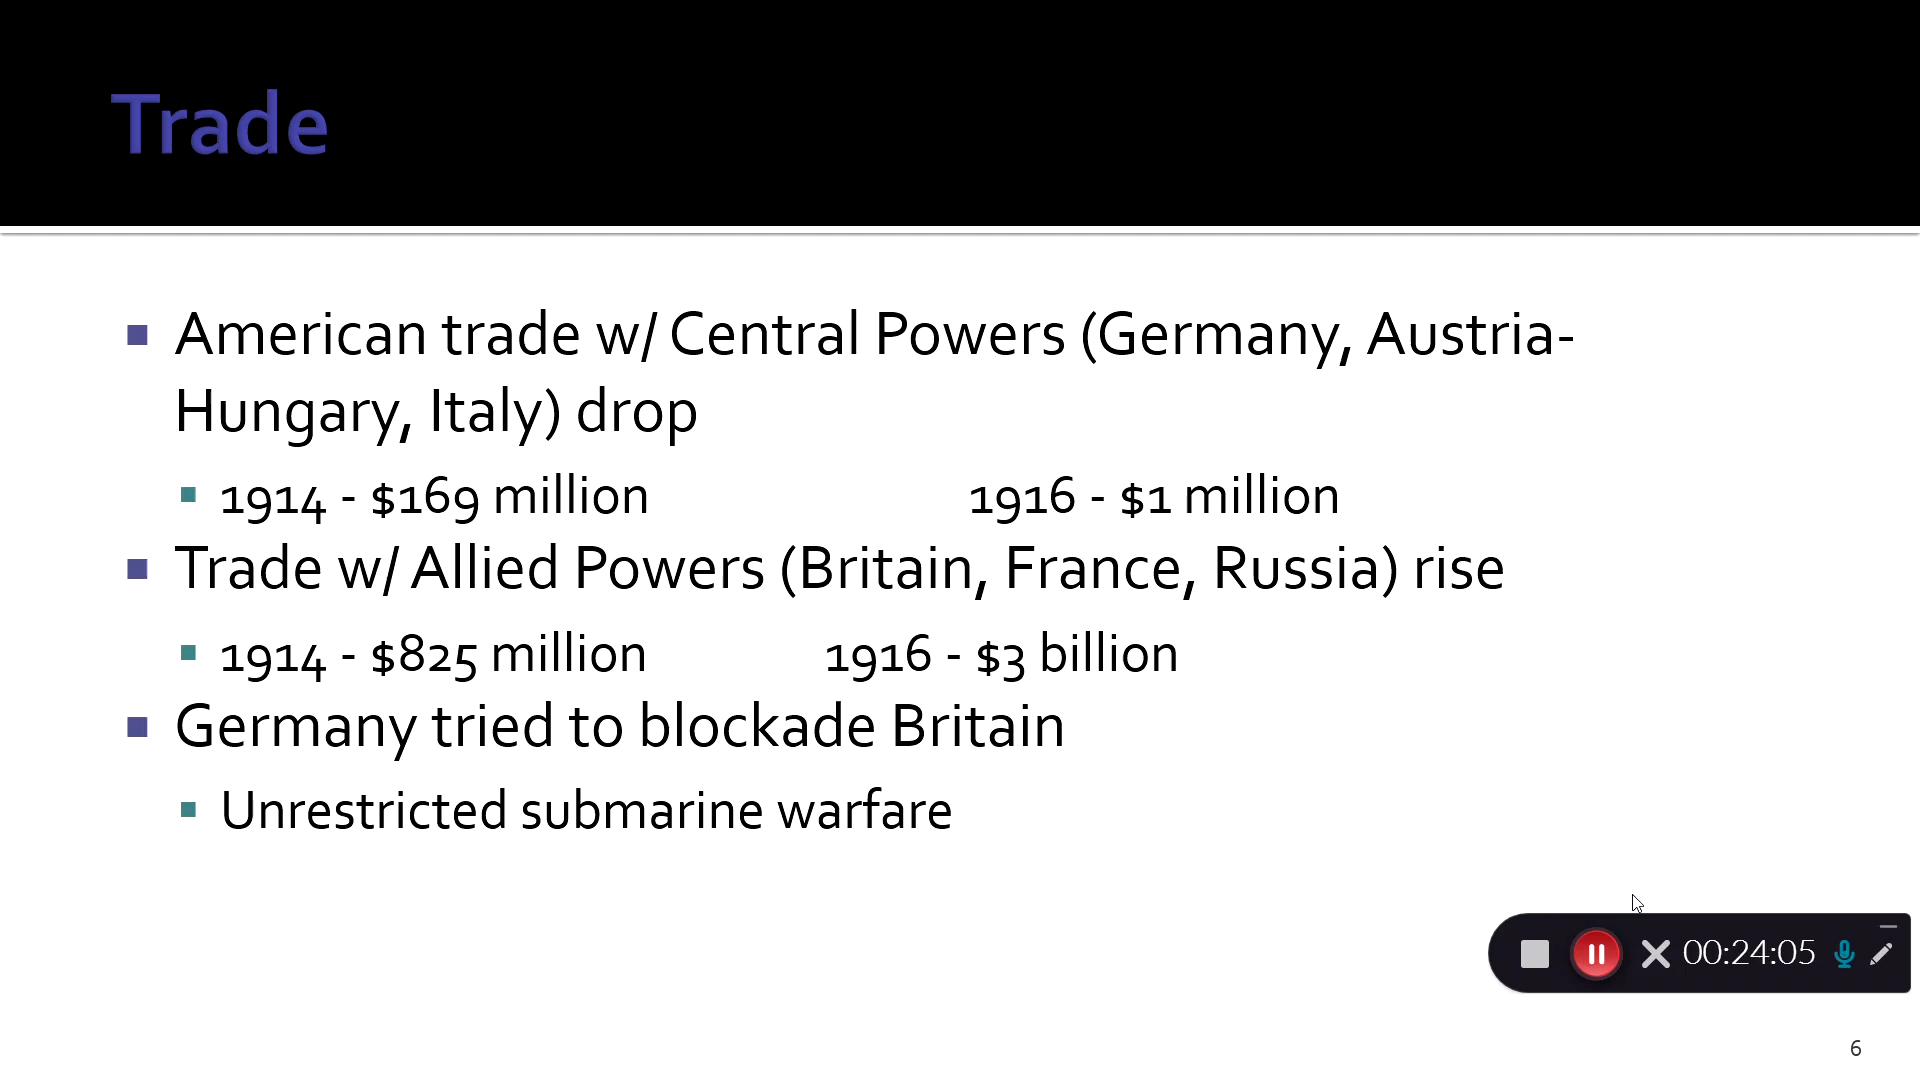 Trade
American trade w/ Central Powers (Germany, Austria-
Hungary, Italy) drop
1914 - $169 million 1916 - $1 million
Trade w/ Allied Powers (Britain, France, Russia) rise
1914 - $825 million 1916 - $3 billion
Germany tried to blockade Britain
Unrestricted submarine warfare
00:24:05
6